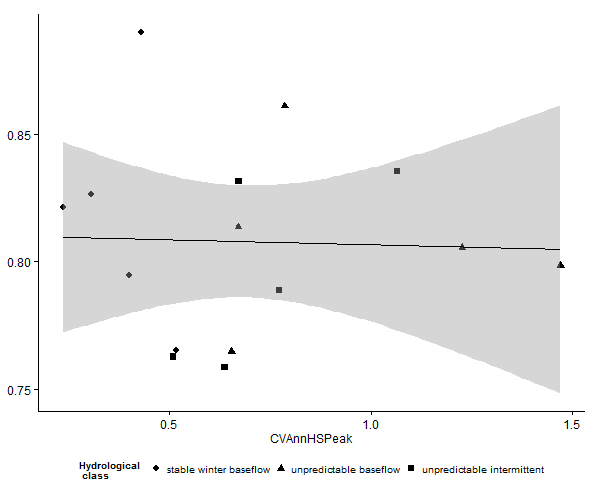 0.85
0.80
0.75
0.5 1.0 1.5
CVAnnHSPeak
Hydrological
class
stable winter baseflow unpredictable baseflow unpredictable intermittent